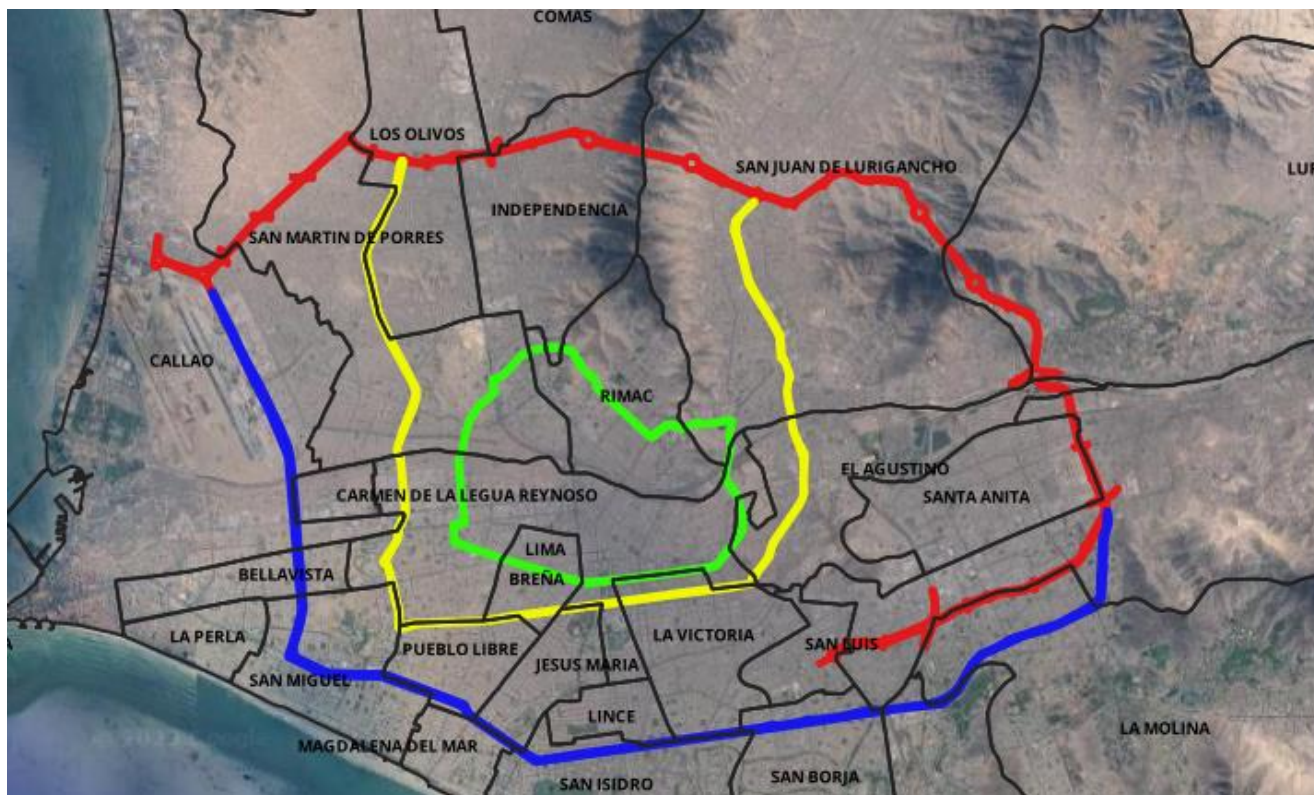 COMAS
LOS OLIVOS
SAN JUAN DE LURIGANCHO
INDEPENDENCIA
SAN MARTIN DE PORRES
CALLAO
RIMAC
EL AGUSTINO
CARMEN DE LA LEGUA REYNOSO
SANTA ANITA
LIMA
BELLAVISTA
BREÑA
LA PERLA
LA VICTORIA
SAN LUIS
PUEBLO LIBRE
JESUS MARIA
SAN MIGUEL
LINCE
LA MOLINA
MAGDALENA DEL MAR
SAN BORJA
SAN ISIDRO